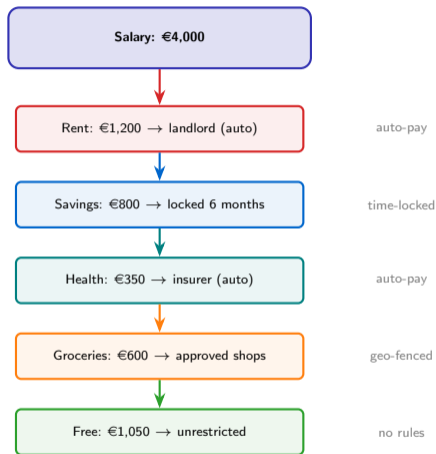 Salary: €4,000
Rent: €1,200 → landlord (auto)
auto-pay
Savings: €800 → locked 6 months
time-locked
Health: €350 → insurer (auto)
auto-pay
Groceries: €600 → approved shops
geo-fenced
Free: €1,050 → unrestricted
no rules